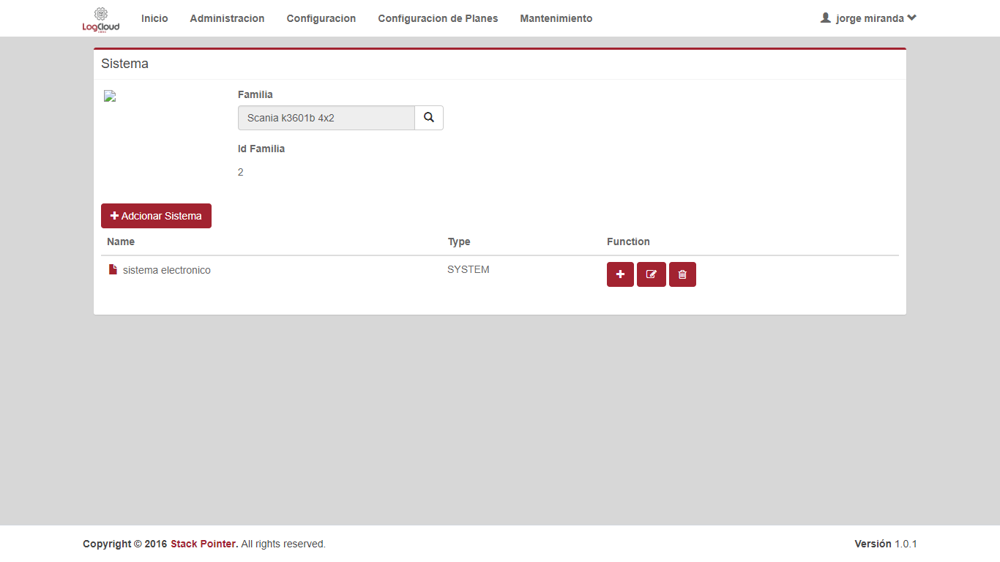 LogCloud
Inicio Administracion Configuracion Configuracion de Planes Mantenimiento jorge miranda
Sistema
Familia
Scania k3601b 4x2
Id Familia
2
Adcionar Sistema
Name Type Function
sistema electronico SYSTEM
Copyright © 2016 Stack Pointer. All rights reserved. Versión 1.0.1